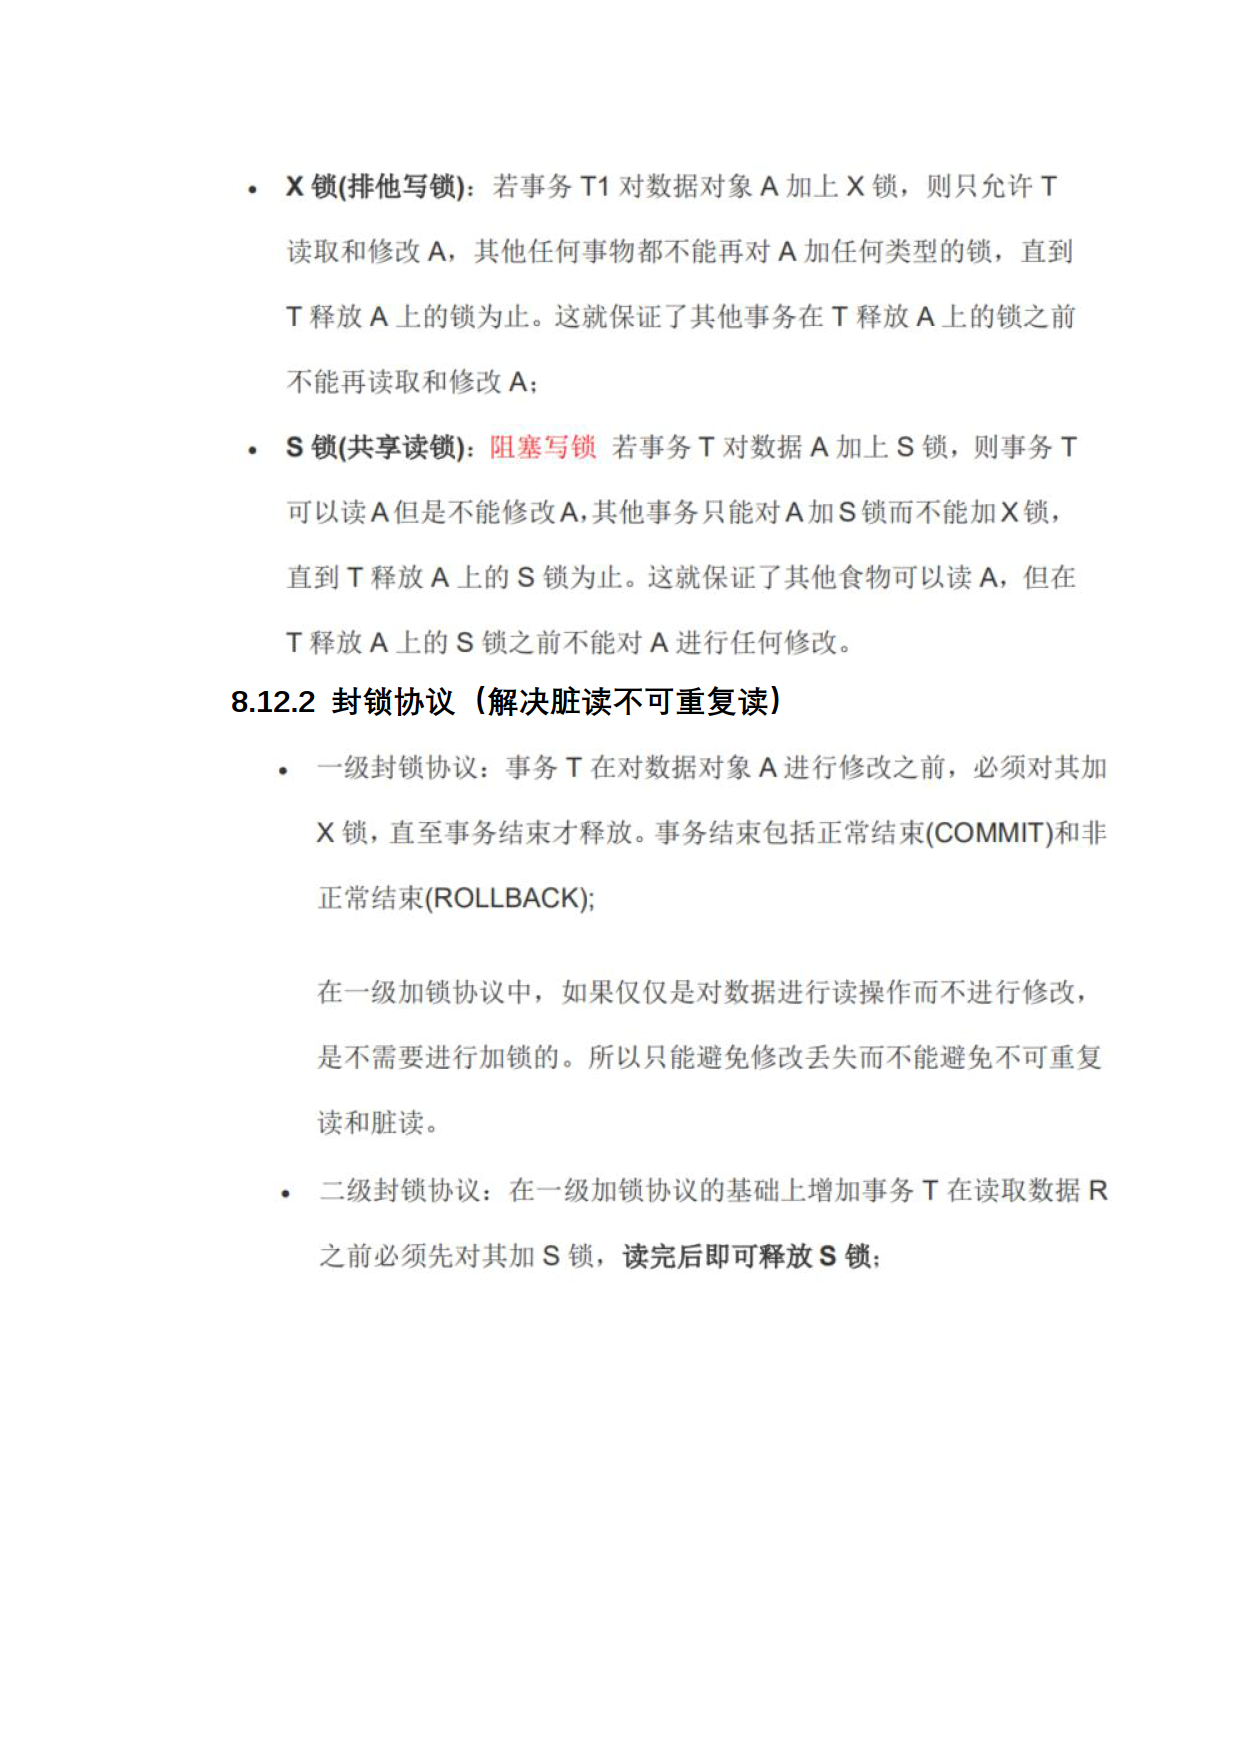 • X 锁(排他写锁)：若事务 T1 对数据对象 A 加上 X 锁，则只允许 T
读取和修改 A，其他任何事物都不能再对 A 加任何类型的锁，直到
T 释放 A 上的锁为止。这就保证了其他事务在 T 释放 A 上的锁之前
不能再读取和修改 A；
• S 锁(共享读锁)：阻塞写锁 若事务 T 对数据 A 加上 S 锁，则事务 T
可以读 A 但是不能修改 A，其他事务只能对 A 加 S 锁而不能加 X 锁，
直到 T 释放 A 上的 S 锁为止。这就保证了其他食物可以读 A，但在
T 释放 A 上的 S 锁之前不能对 A 进行任何修改。
8.12.2 封锁协议（解决脏读不可重复读）
• 一级封锁协议：事务 T 在对数据对象 A 进行修改之前，必须对其加
X 锁，直至事务结束才释放。事务结束包括正常结束(COMMIT)和非
正常结束(ROLLBACK);
在一级加锁协议中，如果仅仅是对数据进行读操作而不进行修改，
是不需要进行加锁的。所以只能避免修改丢失而不能避免不可重复
读和脏读。
• 二级封锁协议：在一级加锁协议的基础上增加事务 T 在读取数据 R
之前必须先对其加 S 锁，读完后即可释放 S 锁；